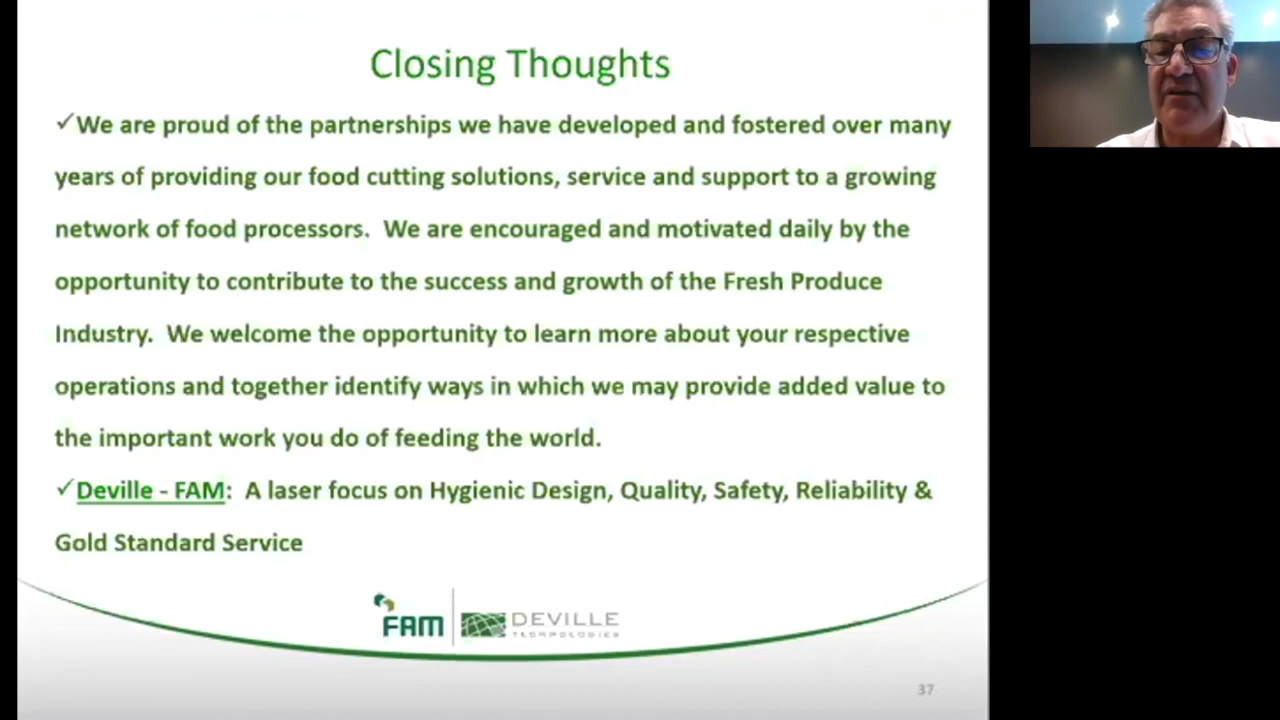 Closing Thoughts
✓We are proud of the partnerships we have developed and fostered over many
years of providing our food cutting solutions, service and support to a growing
network of food processors.  We are encouraged and motivated daily by the
opportunity to contribute to the success and growth of the Fresh Produce
Industry.  We welcome the opportunity to learn more about your respective
operations and together identify ways in which we may provide added value to
the important work you do of feeding the world.
✓Deville - FAM:  A laser focus on Hygienic Design, Quality, Safety, Reliability &
Gold Standard Service
FAM
DEVILLE
TECHNOLOGIES
37